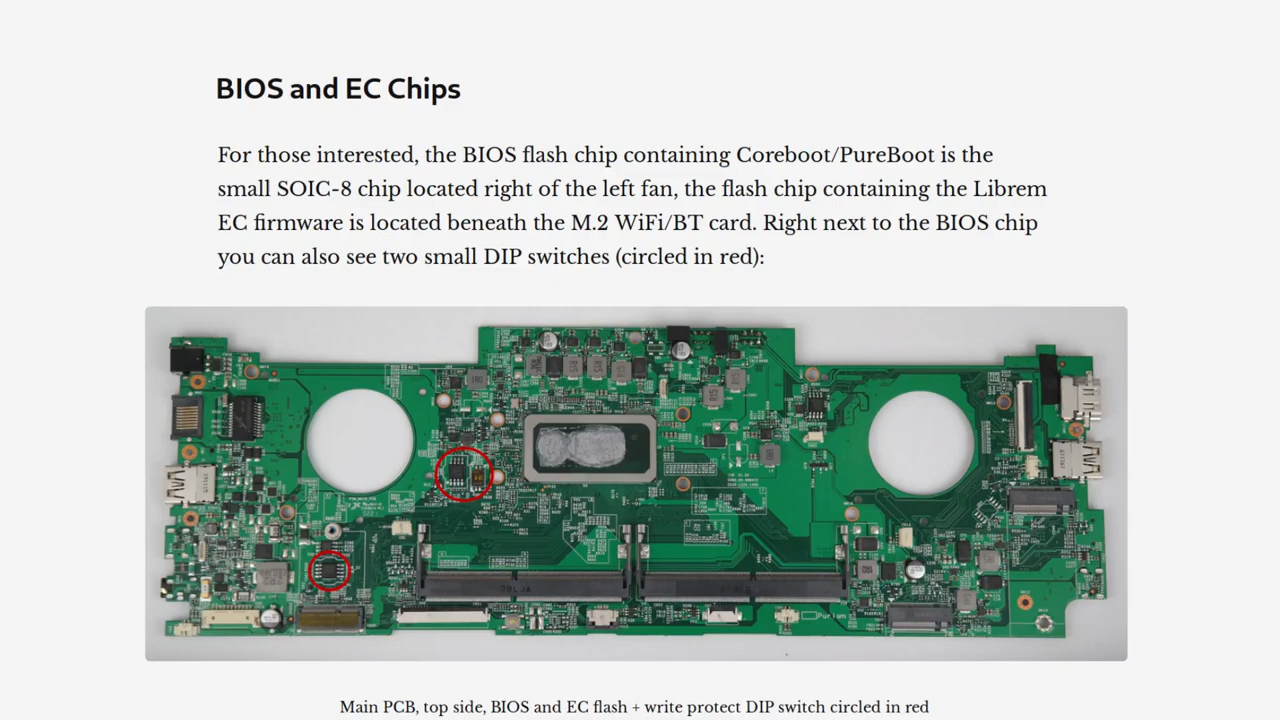 BIOS and EC Chips
For those interested, the BIOS flash chip containing Coreboot/PureBoot is the
small SOIC-8 chip located right of the left fan, the flash chip containing the Librem
EC firmware is located beneath the M.2 WiFi/BT card. Right next to the BIOS chip
you can also see two small DIP switches (circled in red):
Purism
Main PCB, top side, BIOS and EC flash + write protect DIP switch circled in red